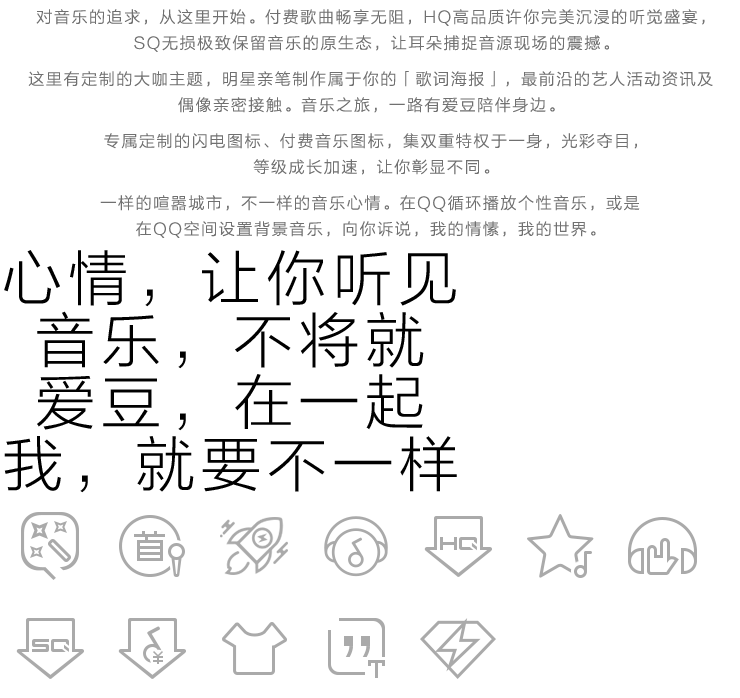 对音乐的追求，从这里开始。付费歌曲畅享无阻，HQ高品质许你完美沉浸的听觉盛宴，
SQ无损极致保留音乐的原生态，让耳朵捕捉音源现场的震撼。
这里有定制的大咖主题，明星亲笔制作属于你的「歌词海报」，最前沿的艺人活动资讯及
偶像亲密接触。音乐之旅，一路有爱豆陪伴身边。
专属定制的闪电图标、付费音乐图标，集双重特权于一身，光彩夺目，
等级成长加速，让你彰显不同。
一样的喧嚣城市，不一样的音乐心情。在QQ循环播放个性音乐，或是
在QQ空间设置背景音乐，向你诉说，我的情愫，我的世界。
心情，让你听见
音乐，不将就
爱豆，在一起
我，就要不一样
首
HQ
SQ
¥
T